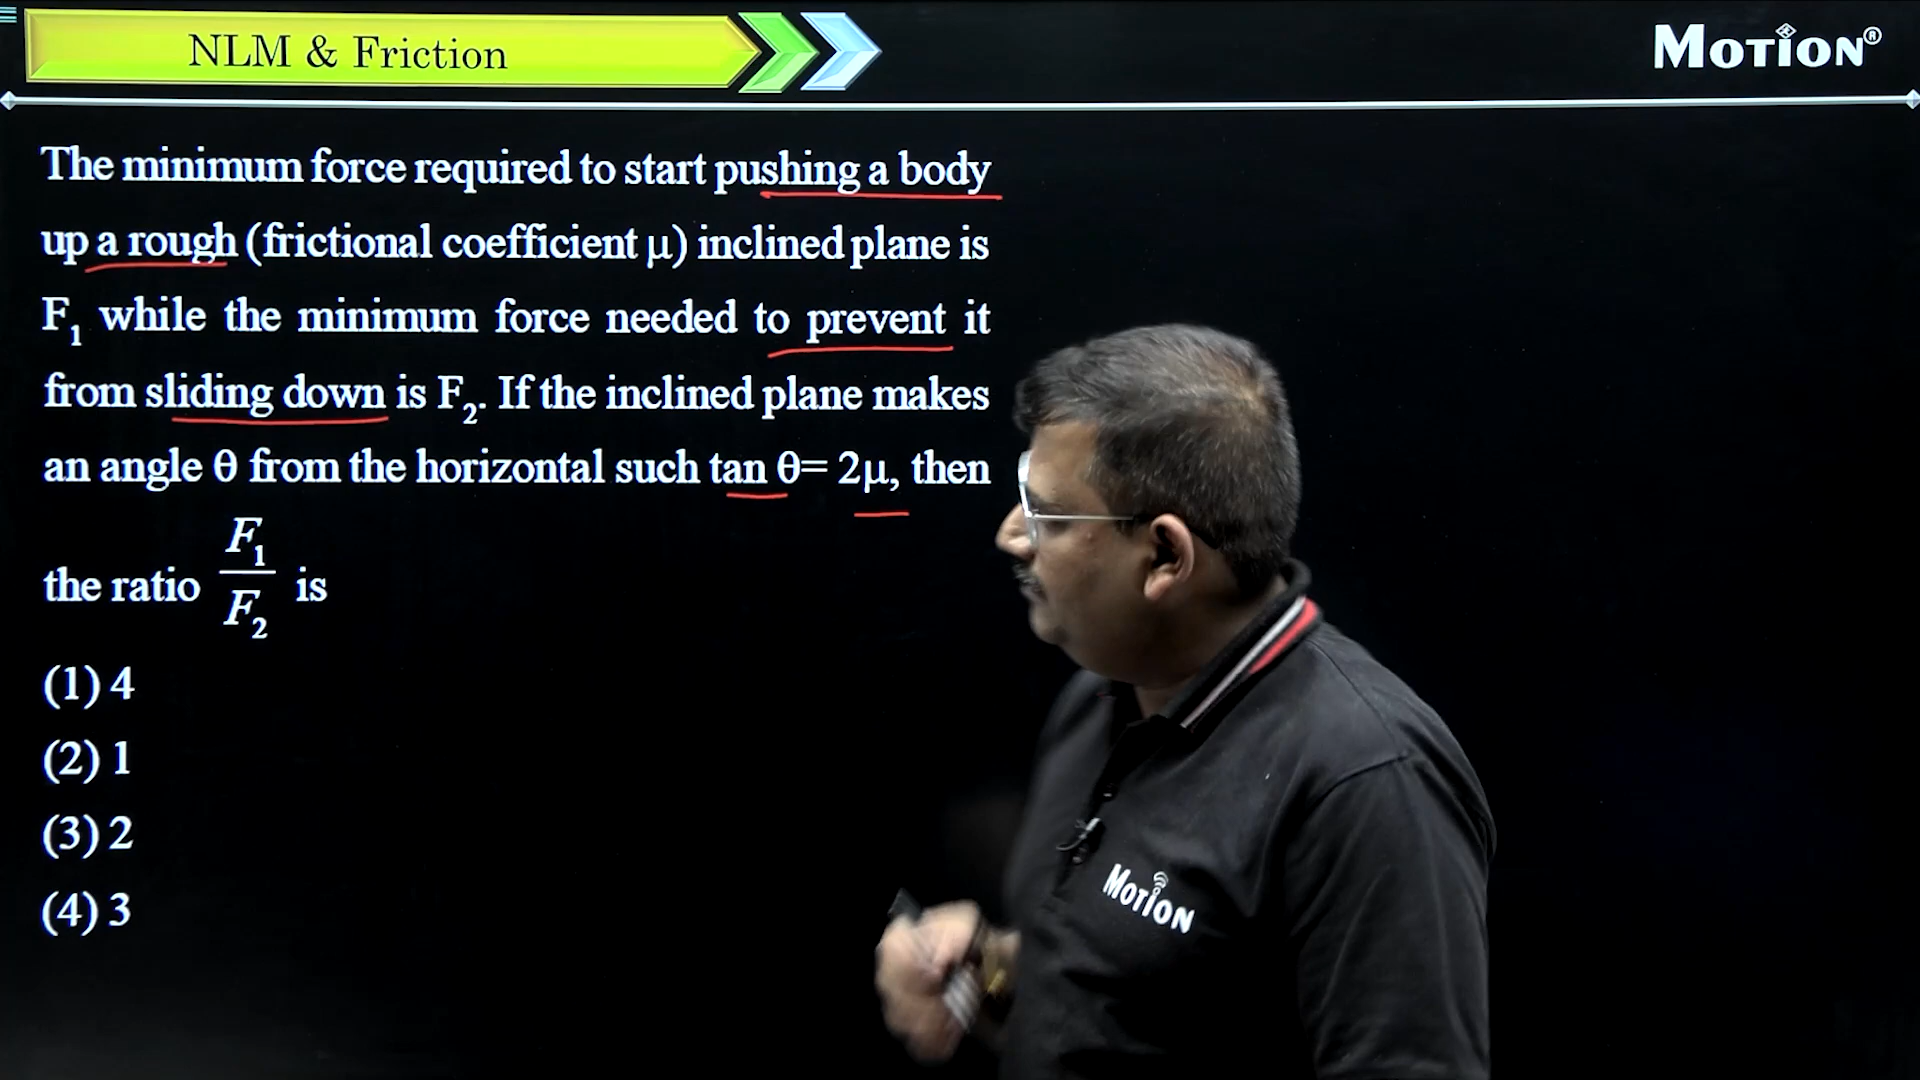 NLM & Friction
MOTION®
The minimum force required to start pushing a body
up a rough (frictional coefficient μ) inclined plane is
F₁ while the minimum force needed to prevent it
from sliding down is F₂. If the inclined plane makes
an angle θ from the horizontal such tan θ= 2μ, then
the ratio F₁/F₂ is
(1) 4
(2) 1
(3) 2
(4) 3
MOTION